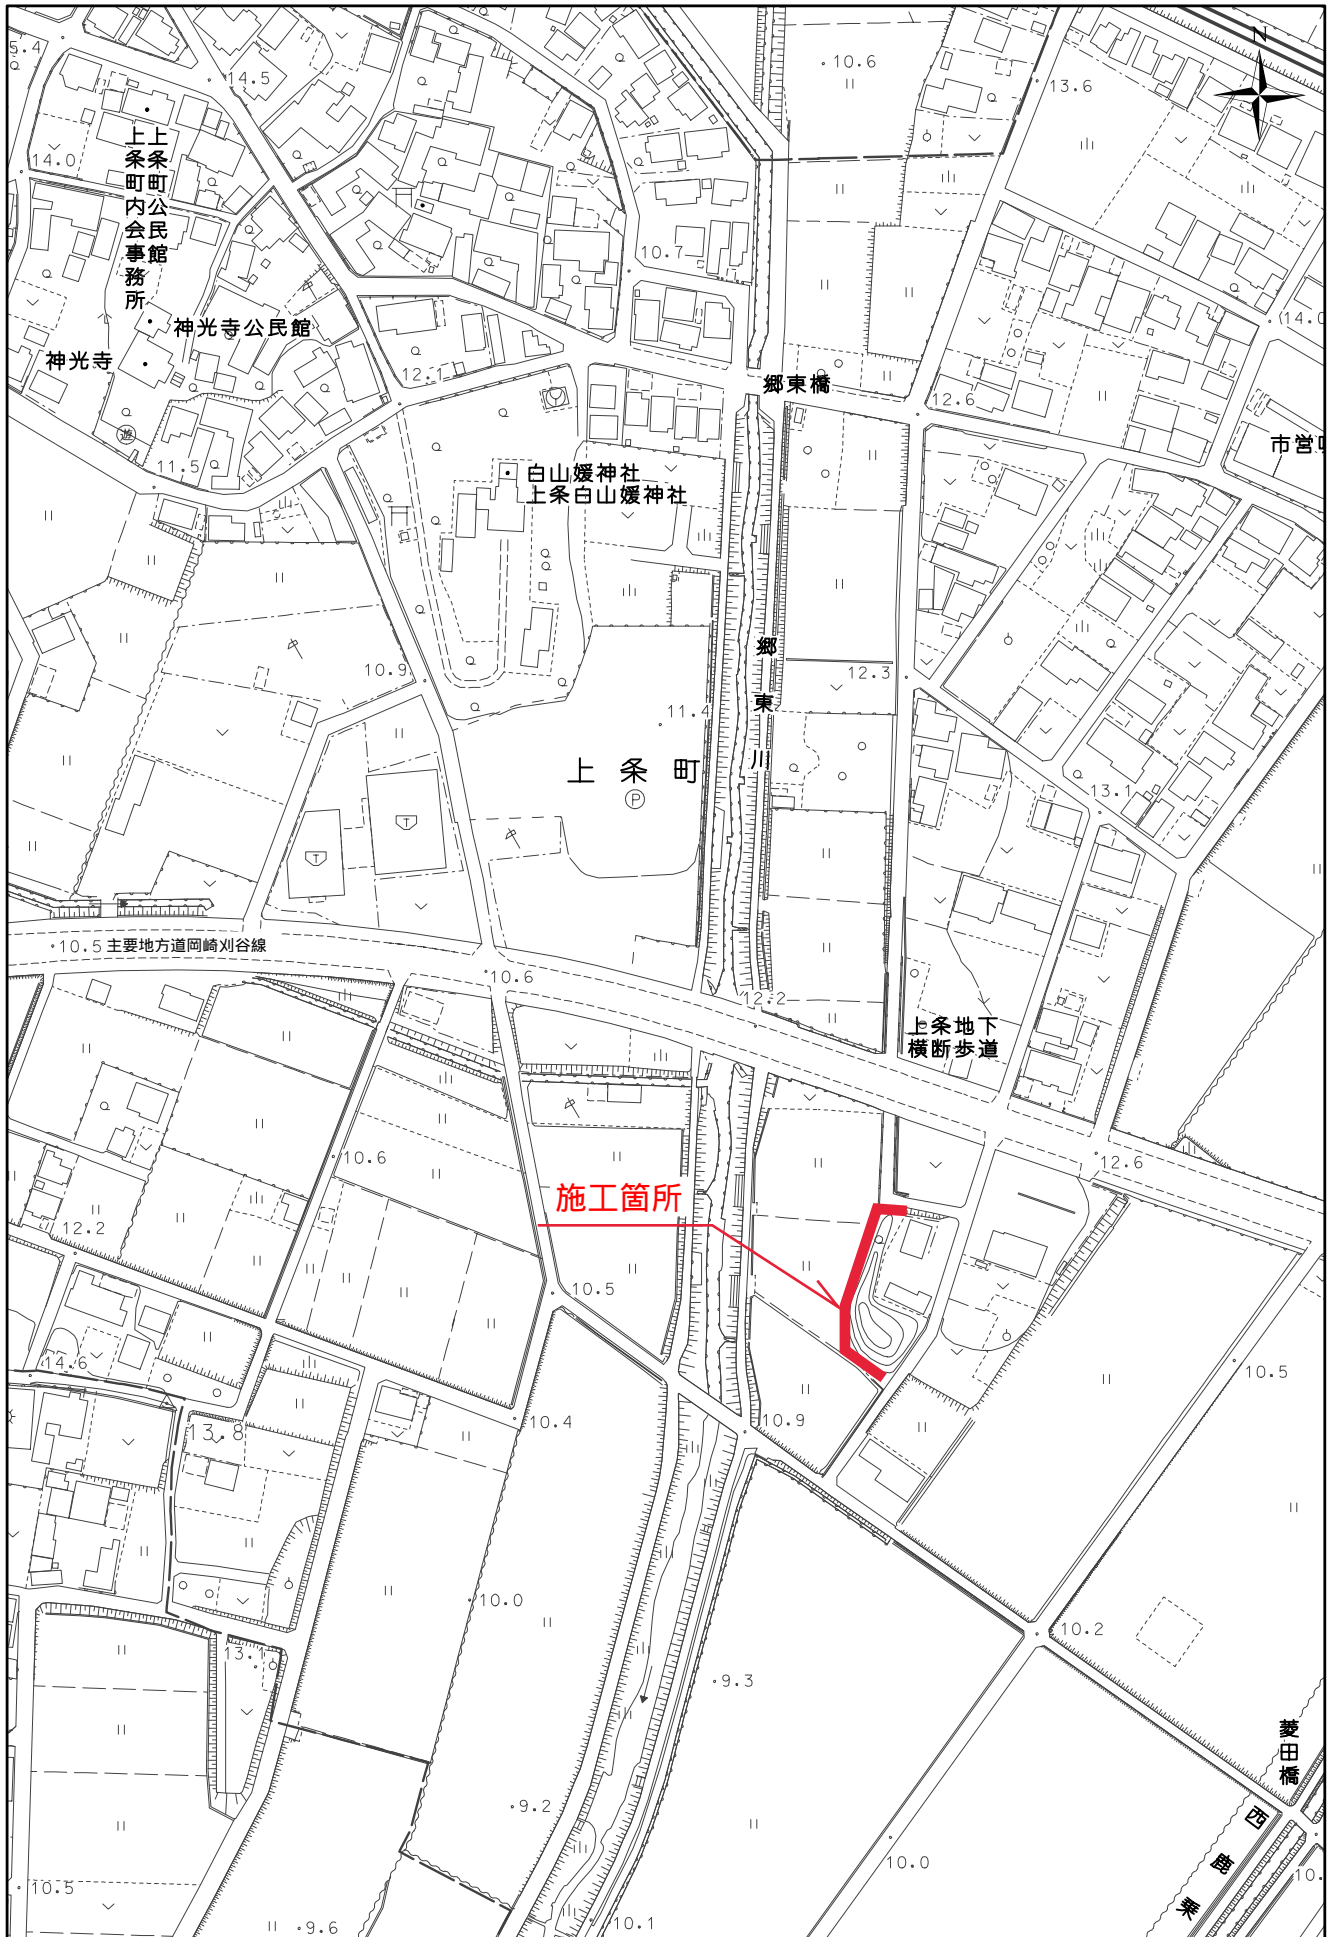 N
5.4
14.5
10.6
13.6
14.0
上条町公民館
上条町内会事務所
10.7
14.0
神光寺公民館
神光寺
12.1
郷東橋
12.6
遊
市営
11.5
白山媛神社
上条白山媛神社
10.9
郷東川
12.3
11.4
上条町
P
13.1
T
T
10.5
主要地方道岡崎刈谷線
10.6
12.2
上条地下
横断歩道
10.6
12.6
施工箇所
12.2
10.5
14.6
10.5
10.4
10.9
13.8
10.0
10.2
13.1
9.3
菱田橋
9.2
西鹿乗
10.0
10.5
10.
9.6
10.1